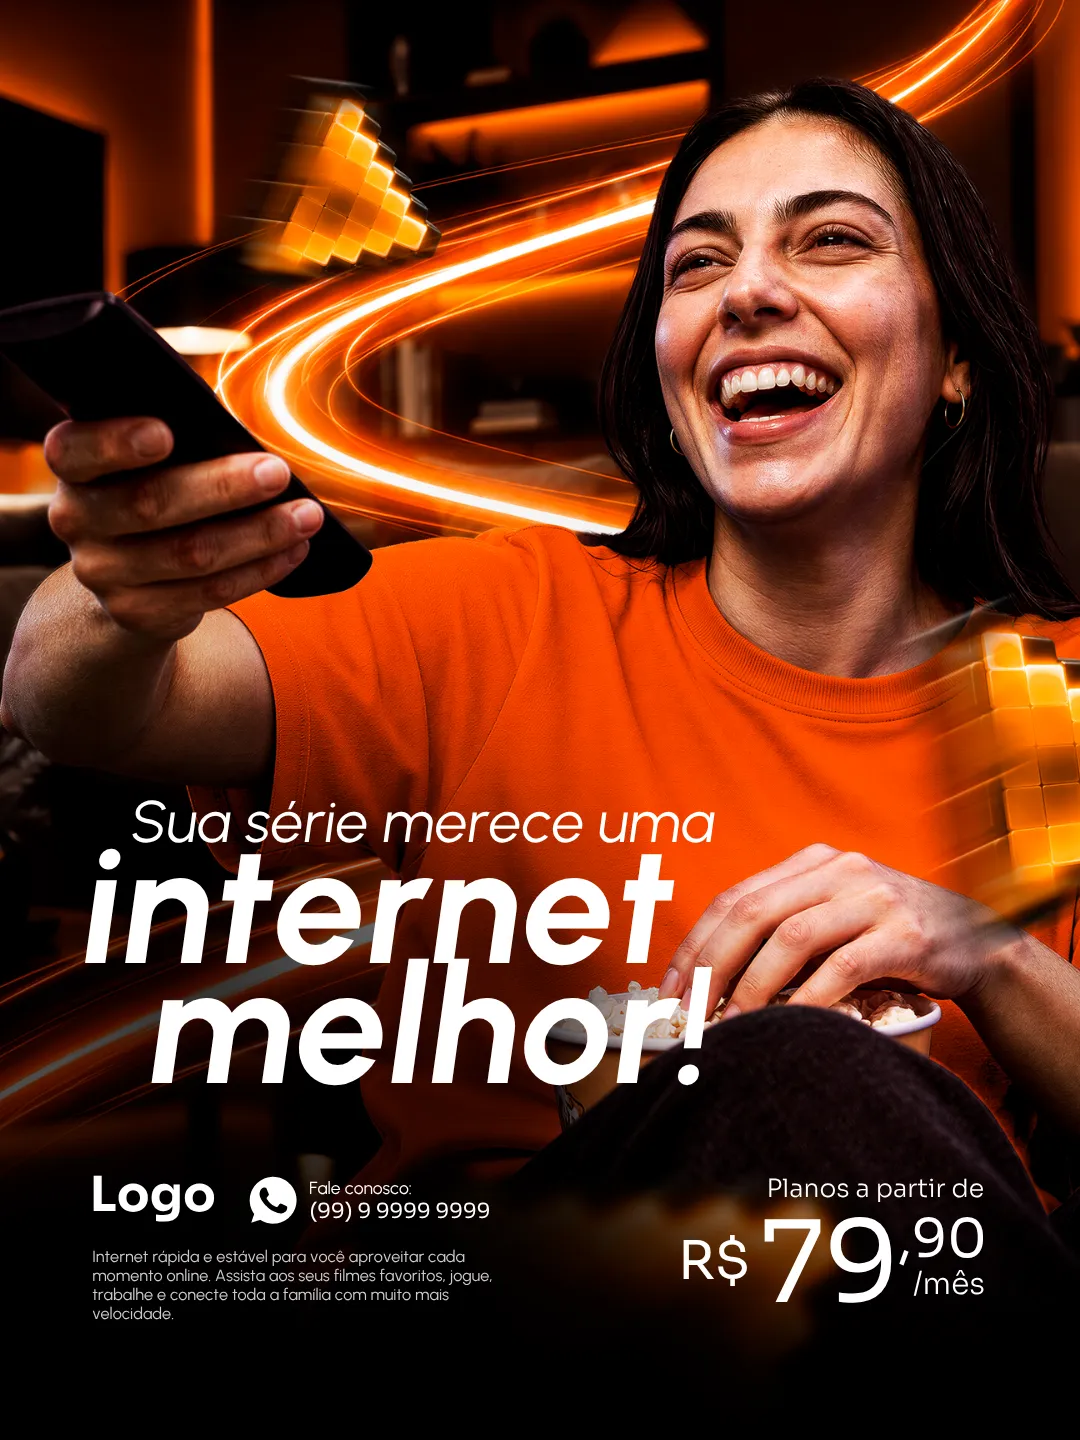 Sua série merece uma
internet
melhor!
Logo
Fale conosco:
(99) 9 9999 9999
Internet rápida e estável para você aproveitar cada
momento online. Assista aos seus filmes favoritos, jogue,
trabalhe e conecte toda a família com muito mais
velocidade.
Planos a partir de
R$ 79,90
/mês